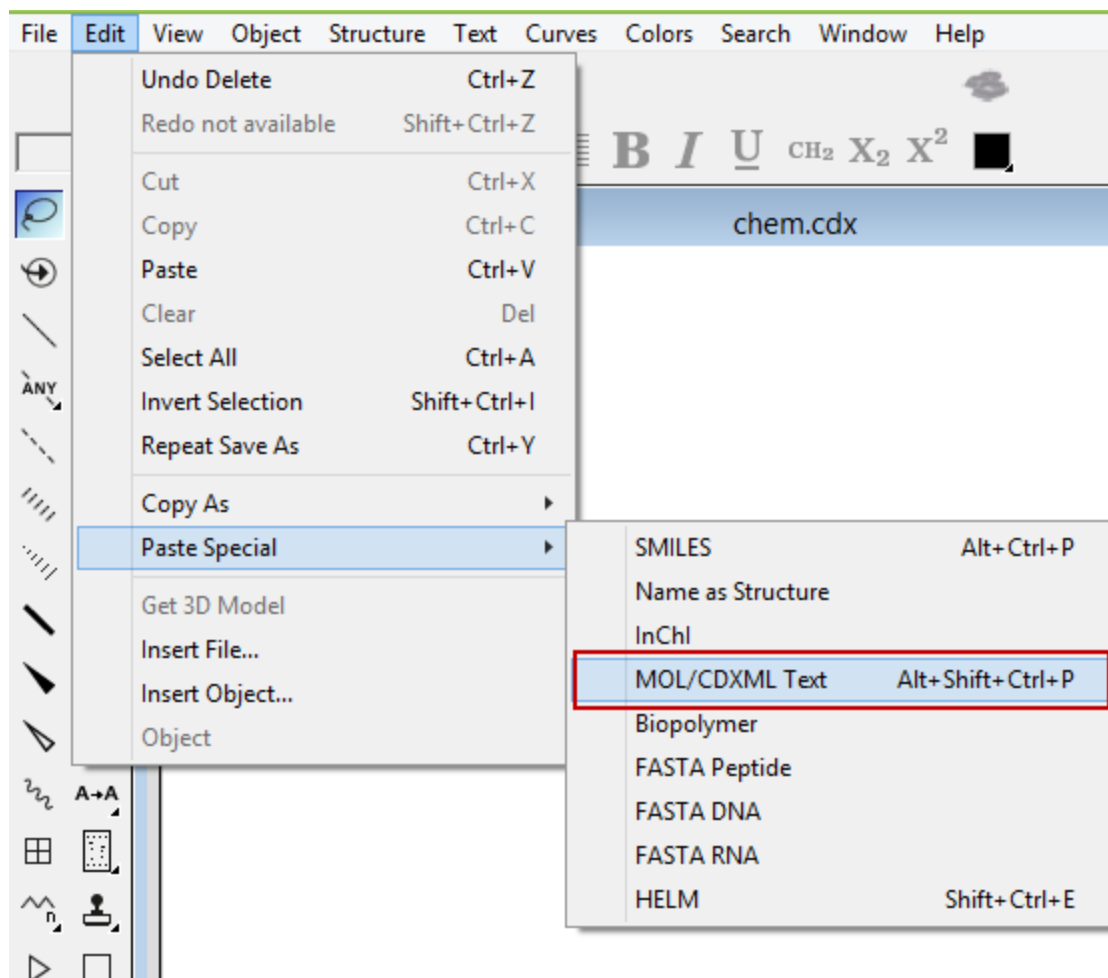 File Edit View Object Structure Text Curves Colors Search Window Help
Undo Delete Ctrl+Z
Redo not available Shift+Ctrl+Z
B I U CH₂ X₂ X²
Cut Ctrl+X
chem.cdx
Copy Ctrl+C
Paste Ctrl+V
Clear Del
Select All Ctrl+A
ANY
Invert Selection Shift+Ctrl+I
Repeat Save As Ctrl+Y
Copy As
Paste Special
SMILES Alt+Ctrl+P
Name as Structure
Get 3D Model
InChI
Insert File...
MOL/CDXML Text Alt+Shift+Ctrl+P
Insert Object...
Biopolymer
Object
FASTA Peptide
A→A
FASTA DNA
FASTA RNA
HELM Shift+Ctrl+E
n